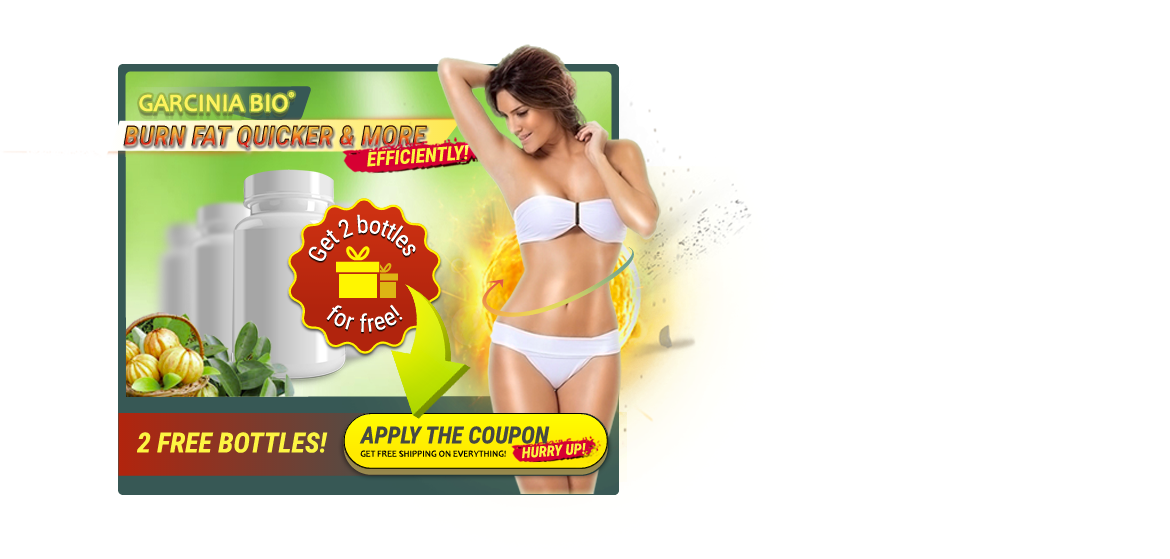 GARCINIA BIO®
BURN FAT QUICKER & MORE
EFFICIENTLY!
Get 2 bottles
for free!
2 FREE BOTTLES!
APPLY THE COUPON
GET FREE SHIPPING ON EVERYTHING!
HURRY UP!